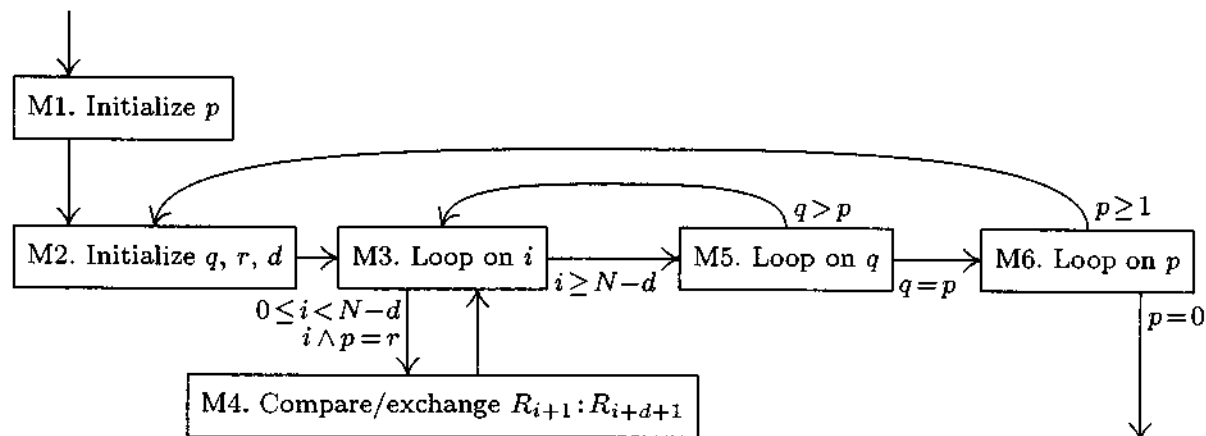 M1. Initialize p
q > p
p ≥ 1
M2. Initialize q, r, d
M3. Loop on i
M5. Loop on q
M6. Loop on p
i ≥ N−d
q = p
0 ≤ i < N−d
i ∧ p = r
p = 0
M4. Compare/exchange R_{i+1} : R_{i+d+1}